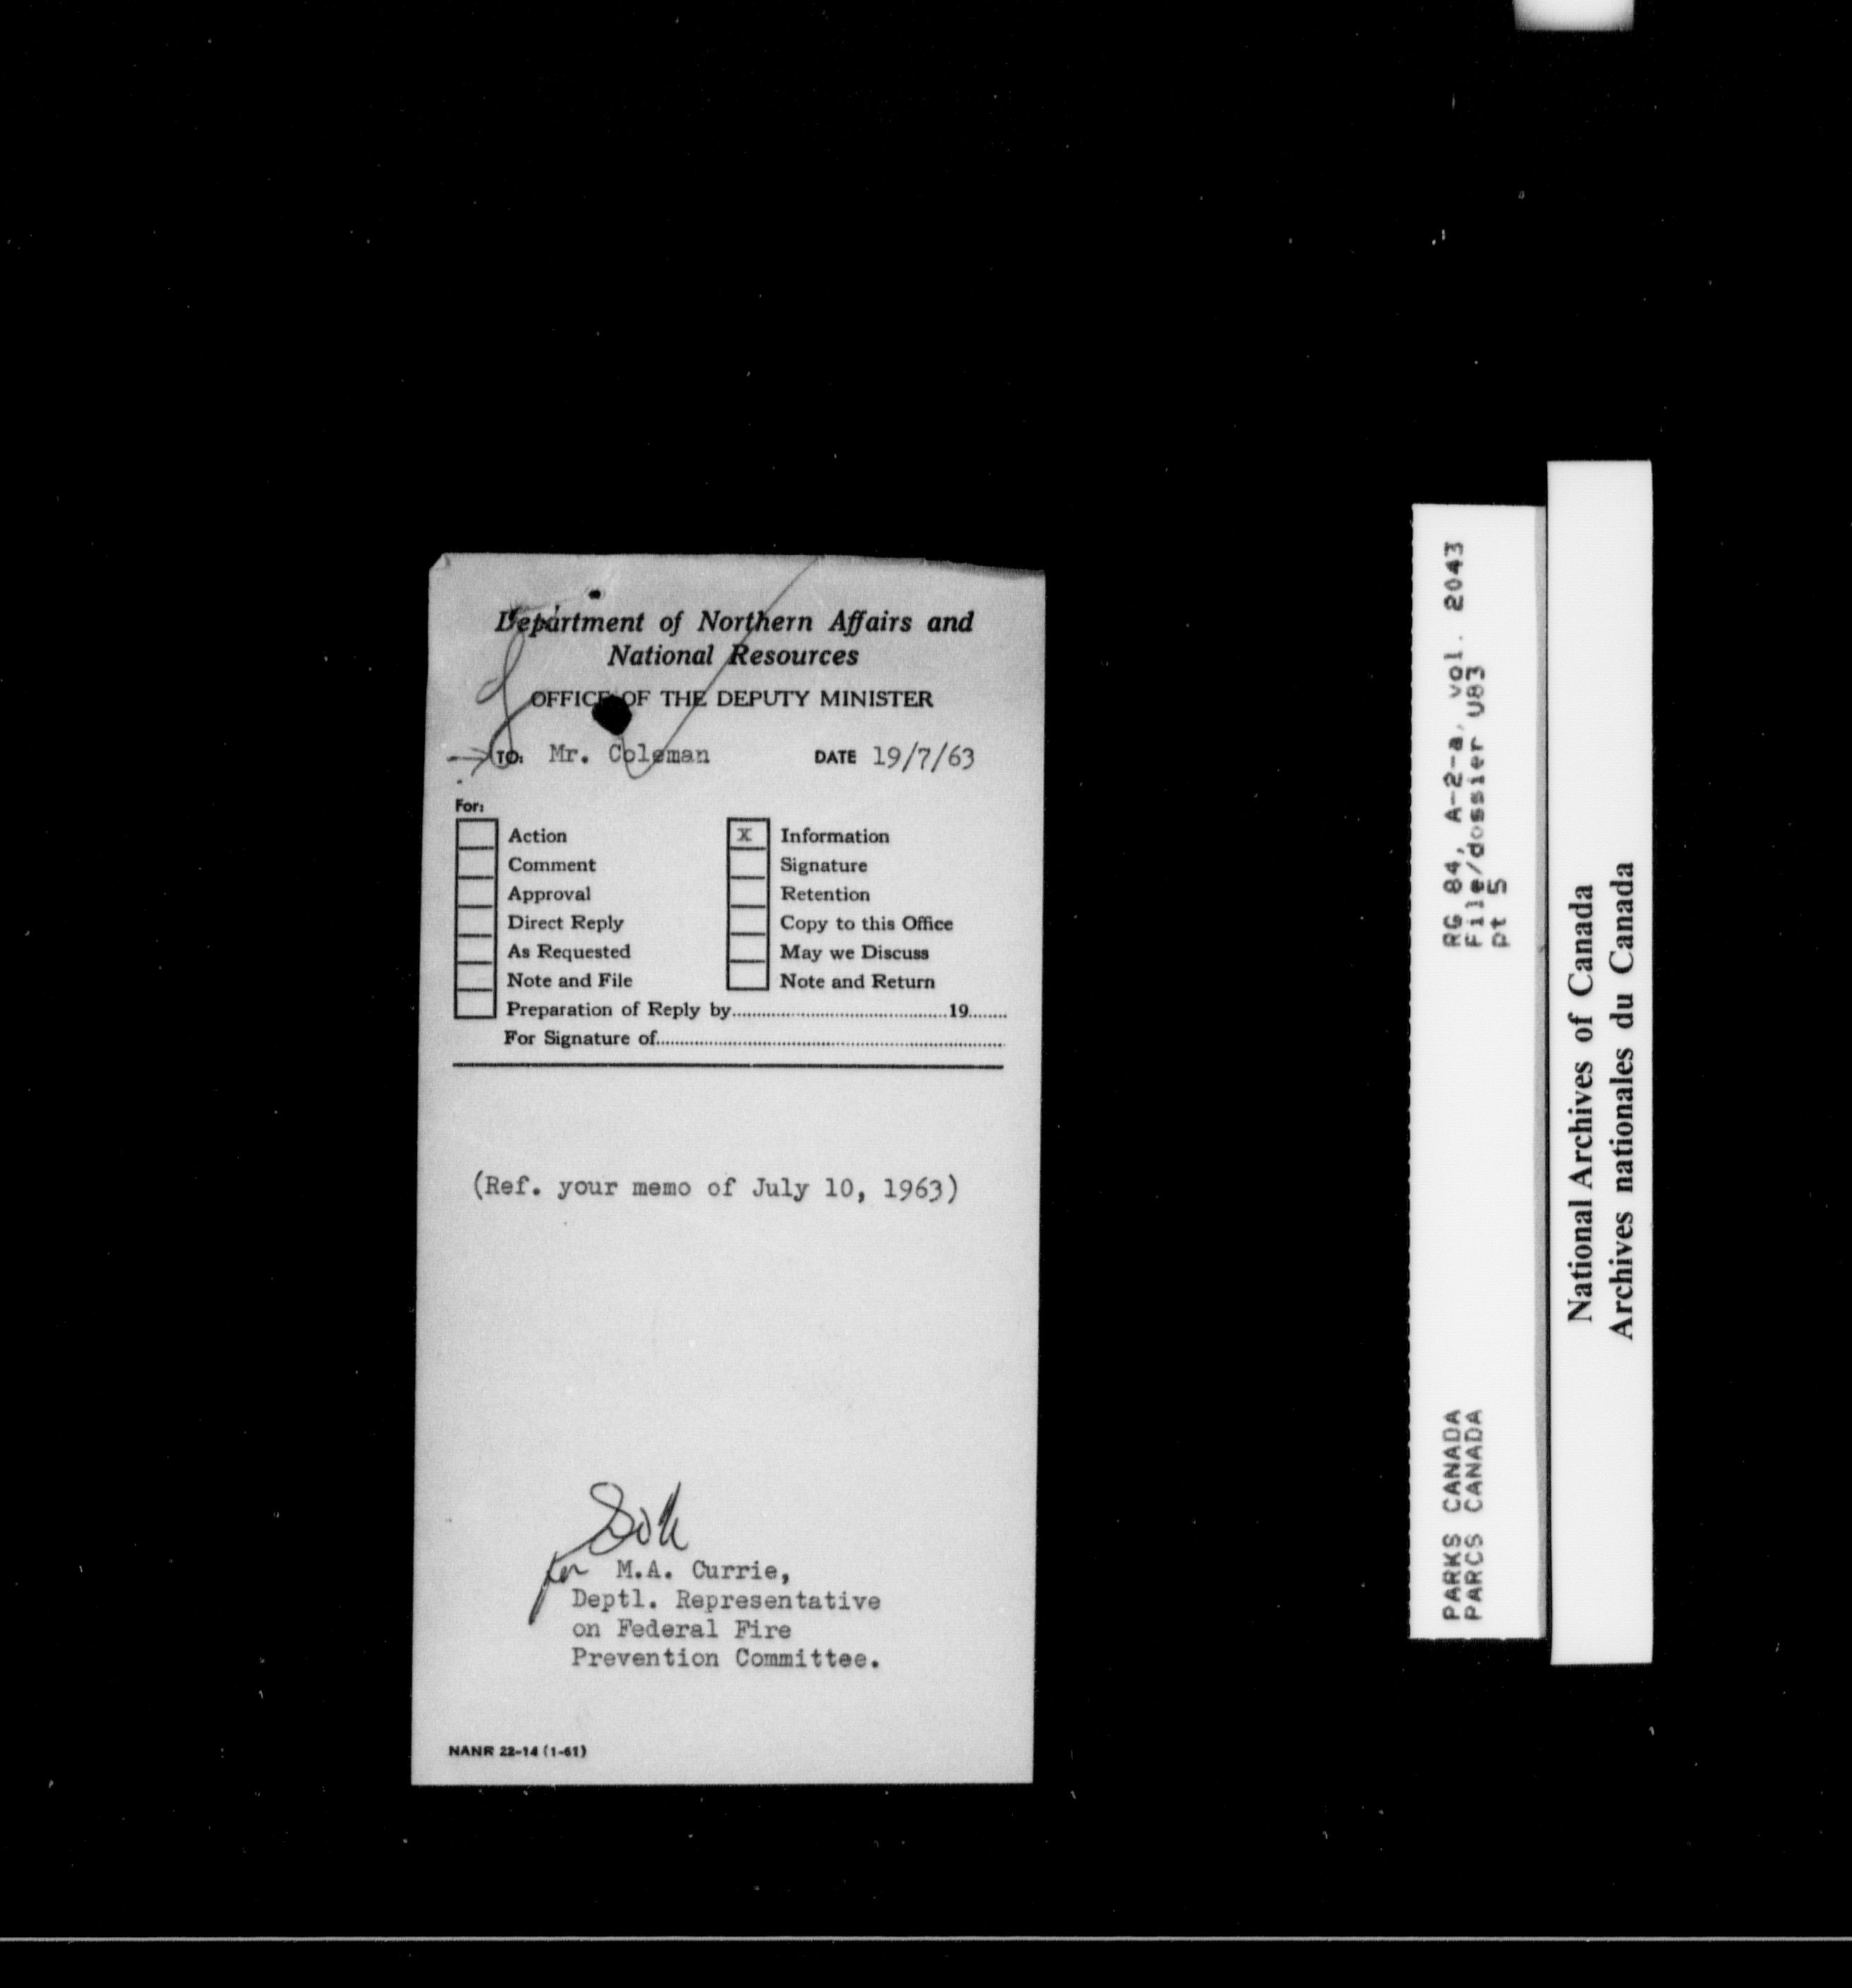 Department of Northern Affairs and
National Resources
OFFICE OF THE DEPUTY MINISTER
TO: Mr. Coleman DATE 19/7/63
For:
Action X Information
Comment Signature
Approval Retention
Direct Reply Copy to this Office
As Requested May we Discuss
Note and File Note and Return
Preparation of Reply by 19
For Signature of
(Ref. your memo of July 10, 1963)
for M.A. Currie,
Deptl. Representative
on Federal Fire
Prevention Committee.
NANR 22-14 (1-61)
RG 84, A-2-a, vol. 2043
File/dossier U83
pt 5
PARKS CANADA
PARCS CANADA
National Archives of Canada
Archives nationales du Canada